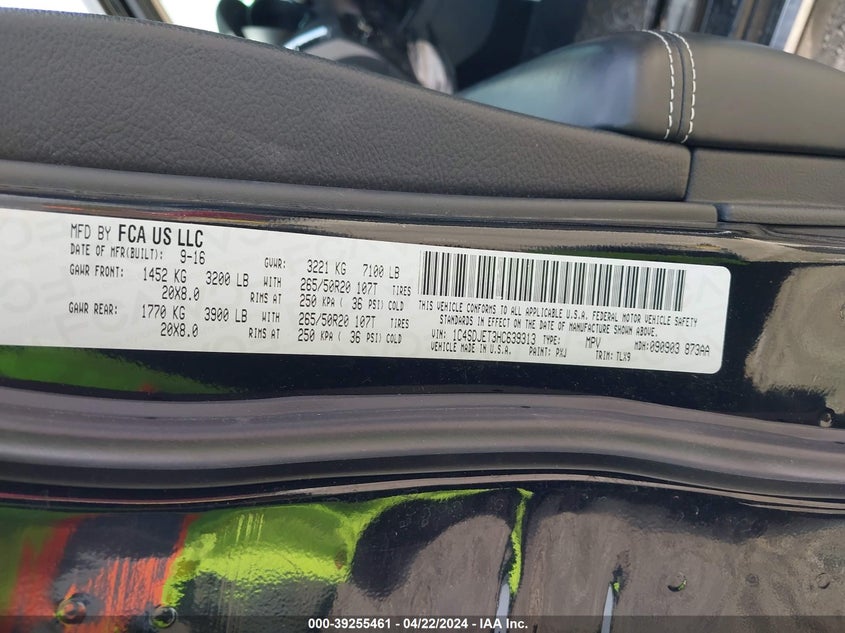 MFD BY FCA US LLC
DATE OF MFR(BUILT): 9-16 GVWR: 3221 KG 7100 LB
GAWR FRONT: 1452 KG 3200 LB WITH 265/50R20 107T TIRES
20X8.0 RIMS AT 250 KPA ( 36 PSI) COLD
GAWR REAR: 1770 KG 3900 LB WITH 265/50R20 107T TIRES
20X8.0 RIMS AT 250 KPA ( 36 PSI) COLD
THIS VEHICLE CONFORMS TO ALL APPLICABLE U.S.A. FEDERAL MOTOR VEHICLE SAFETY
STANDARDS IN EFFECT ON THE DATE OF MANUFACTURE SHOWN ABOVE.
VIN: 1C4SDJET3HC639313 TYPE: MPV MDH: 090903 873AA
VEHICLE MADE IN U.S.A. PAINT: PXJ TRIM: TLX9
000-39255461 - 04/22/2024 - IAA Inc.